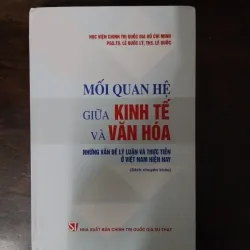 HỌC VIỆN CHÍNH TRỊ QUỐC GIA HỒ CHÍ MINH
PGS.TS. LÊ QUỐC LÝ, THS. LÊ QUỐC
MỐI QUAN HỆ
GIỮA KINH TẾ
VÀ VĂN HÓA
NHỮNG VẤN ĐỀ LÝ LUẬN VÀ THỰC TIỄN
Ở VIỆT NAM HIỆN NAY
(Sách chuyên khảo)
NHÀ XUẤT BẢN CHÍNH TRỊ QUỐC GIA SỰ THẬT